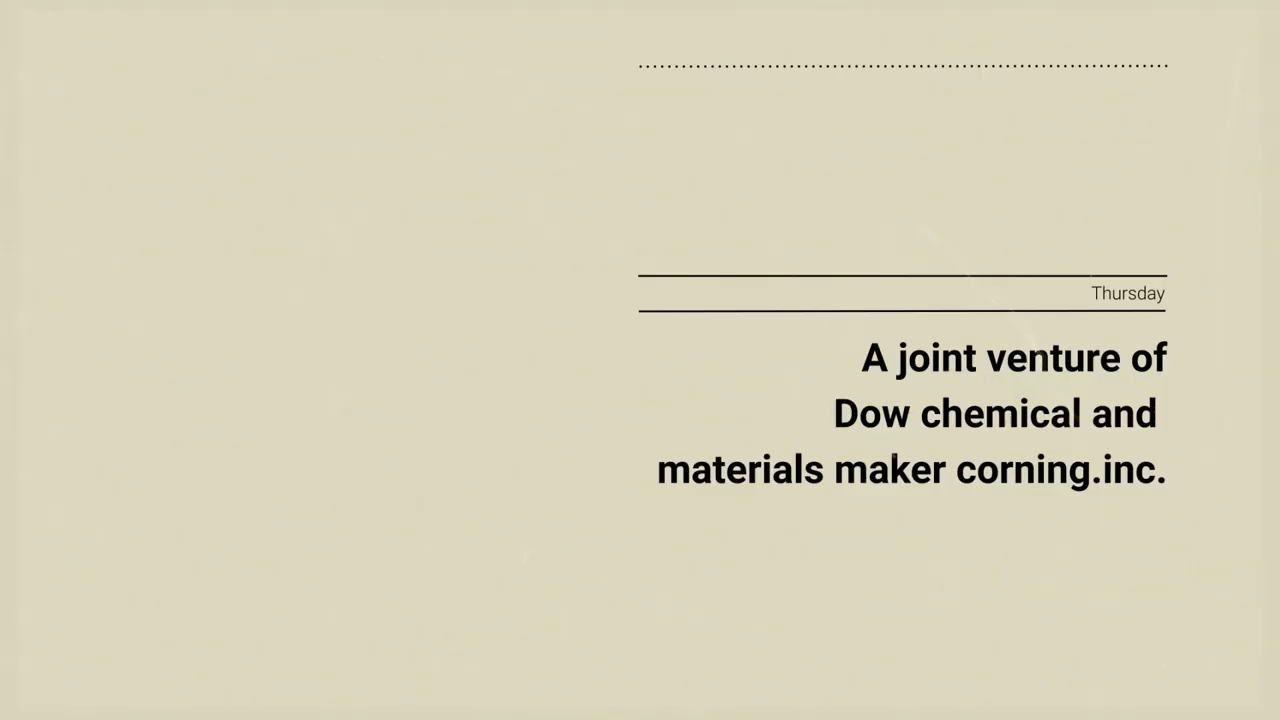 Thursday
A joint venture of
Dow chemical and
materials maker corning.inc.